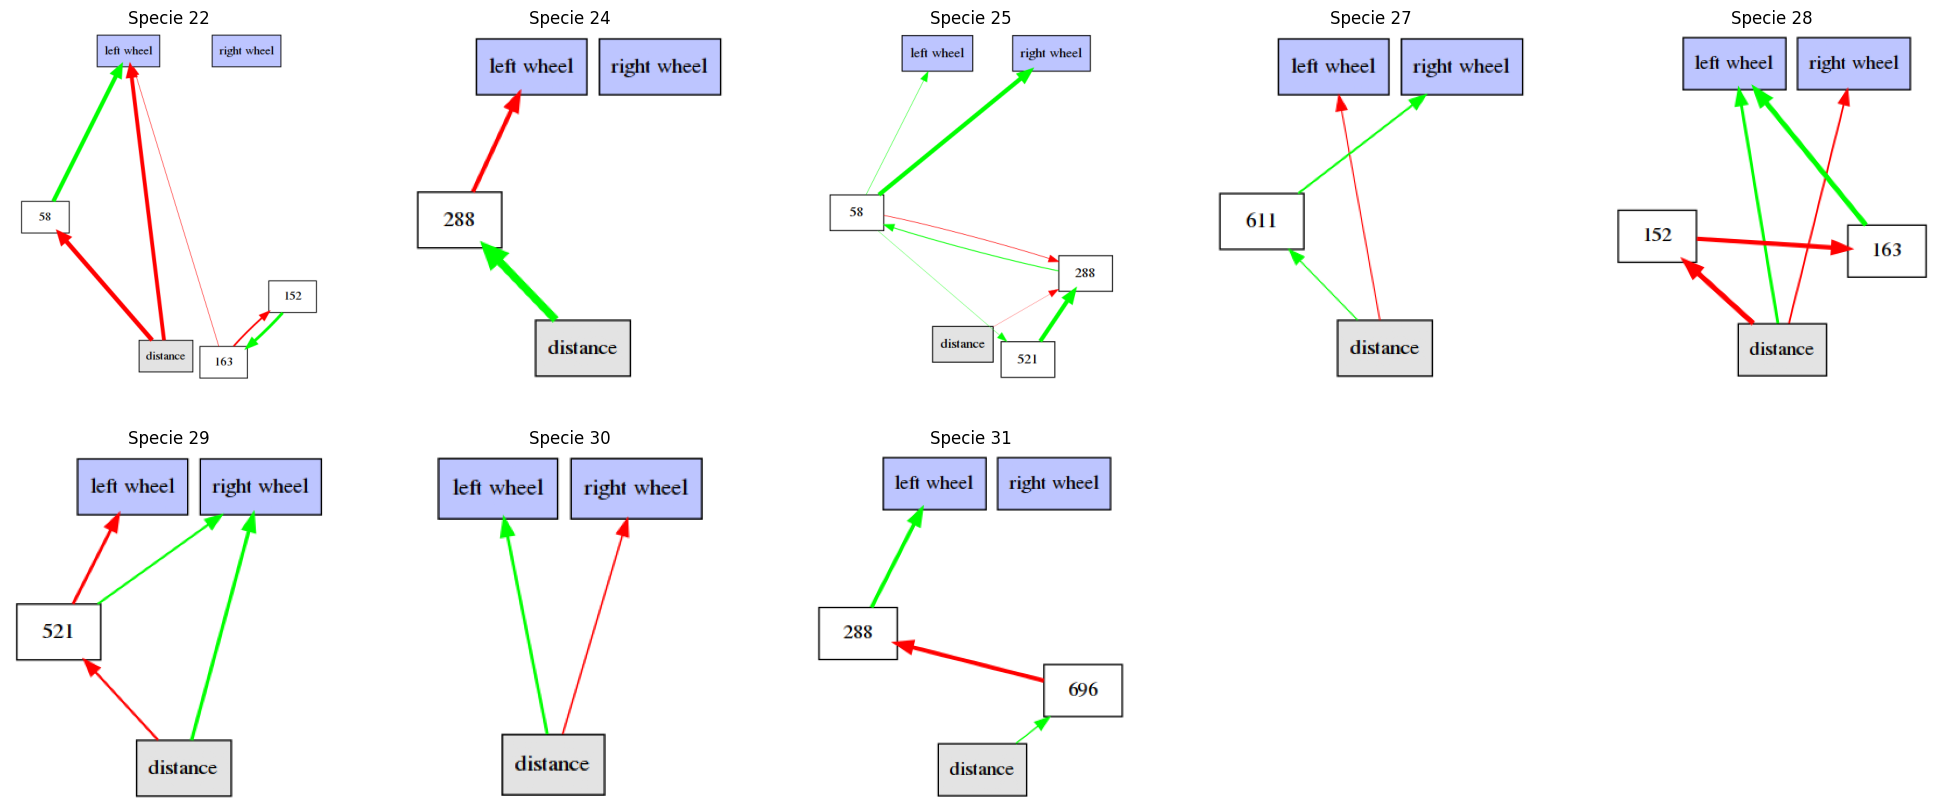 Specie 22
left wheel
right wheel
58
152
distance
163
Specie 24
left wheel
right wheel
288
distance
Specie 25
left wheel
right wheel
58
288
distance
521
Specie 27
left wheel
right wheel
611
distance
Specie 28
left wheel
right wheel
152
163
distance
Specie 29
left wheel
right wheel
521
distance
Specie 30
left wheel
right wheel
distance
Specie 31
left wheel
right wheel
288
696
distance